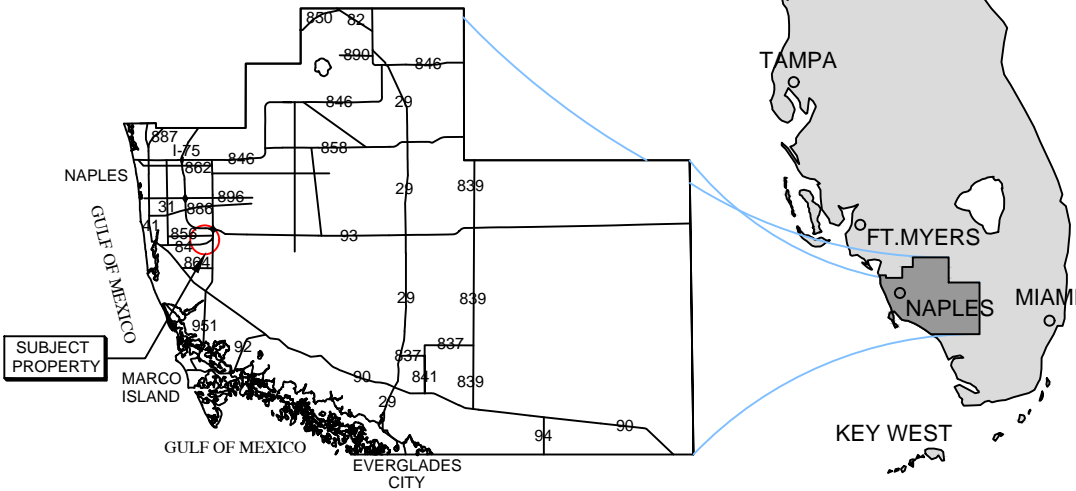 850
82
890
846
846
29
887
I-75
846
858
862
NAPLES
29
839
896
31
886
41
856
84
93
864
GULF OF MEXICO
29
839
951
92
837
837
SUBJECT
PROPERTY
MARCO
ISLAND
90
841
839
29
94
90
GULF OF MEXICO
EVERGLADES
CITY
TAMPA
FT.MYERS
NAPLES
MIAMI
KEY WEST